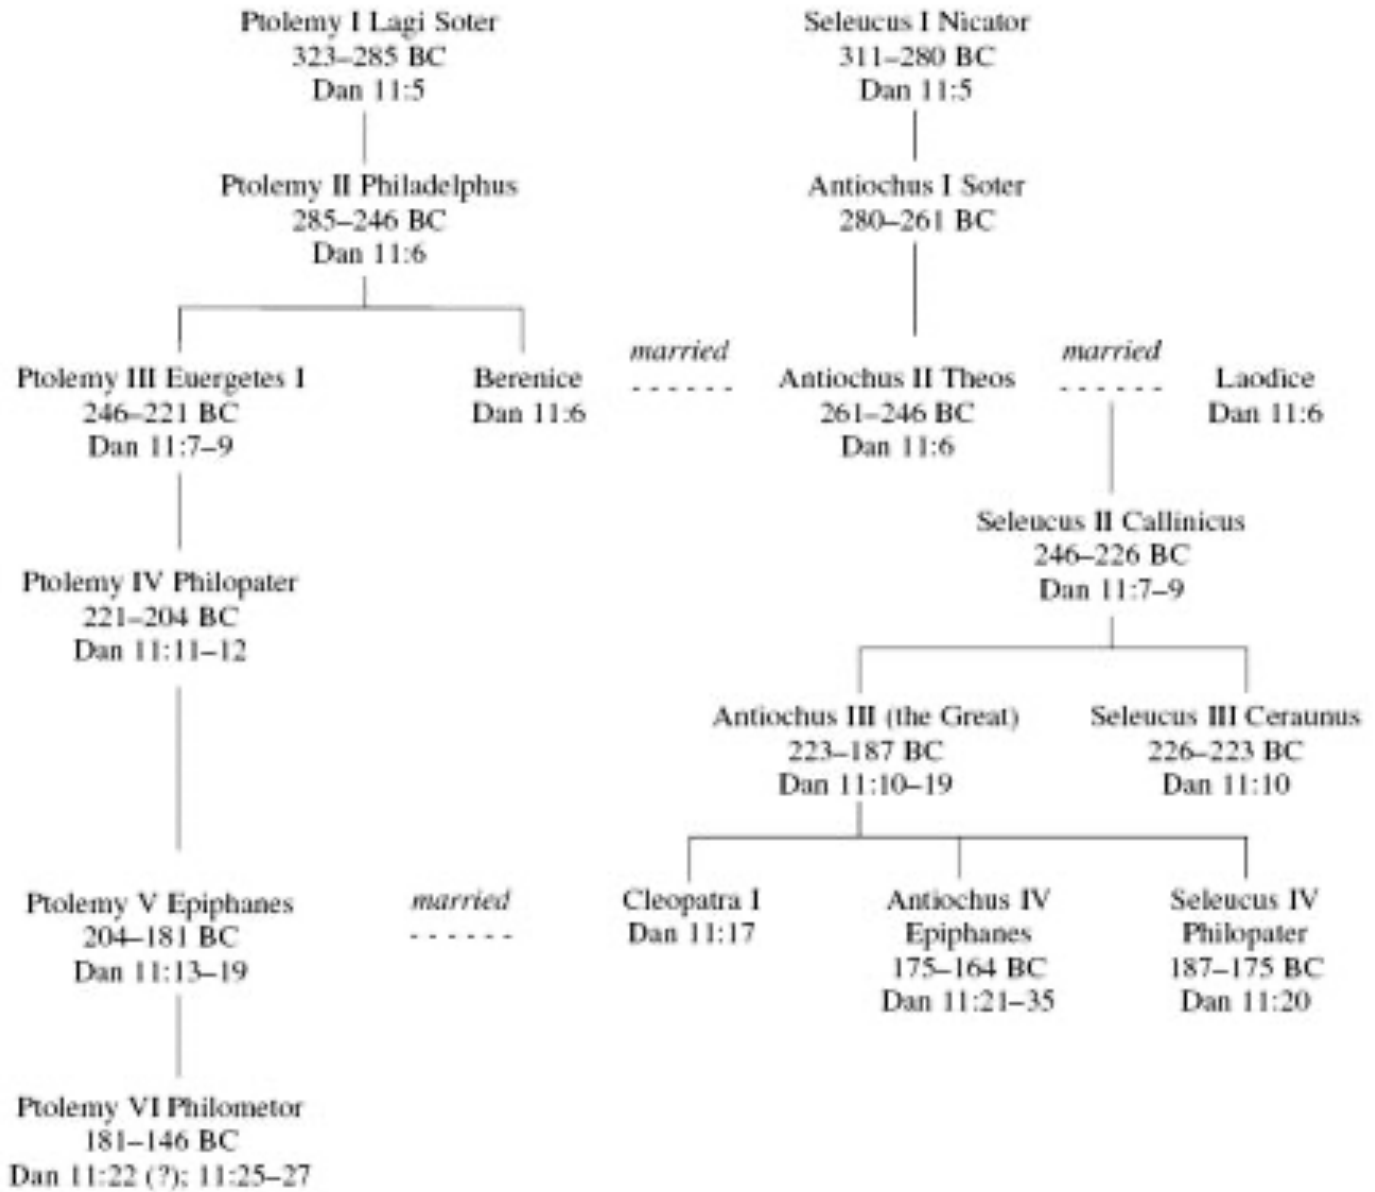 Ptolemy I Lagi Soter
323–285 BC
Dan 11:5
Seleucus I Nicator
311–280 BC
Dan 11:5
Ptolemy II Philadelphus
285–246 BC
Dan 11:6
Antiochus I Soter
280–261 BC
Ptolemy III Euergetes I
246–221 BC
Dan 11:7–9
Berenice
Dan 11:6
married
Antiochus II Theos
261–246 BC
Dan 11:6
married
Laodice
Dan 11:6
Seleucus II Callinicus
246–226 BC
Dan 11:7–9
Ptolemy IV Philopater
221–204 BC
Dan 11:11–12
Antiochus III (the Great)
223–187 BC
Dan 11:10–19
Seleucus III Ceraunus
226–223 BC
Dan 11:10
Ptolemy V Epiphanes
204–181 BC
Dan 11:13–19
married
Cleopatra I
Dan 11:17
Antiochus IV
Epiphanes
175–164 BC
Dan 11:21–35
Seleucus IV
Philopater
187–175 BC
Dan 11:20
Ptolemy VI Philometor
181–146 BC
Dan 11:22 (?); 11:25–27